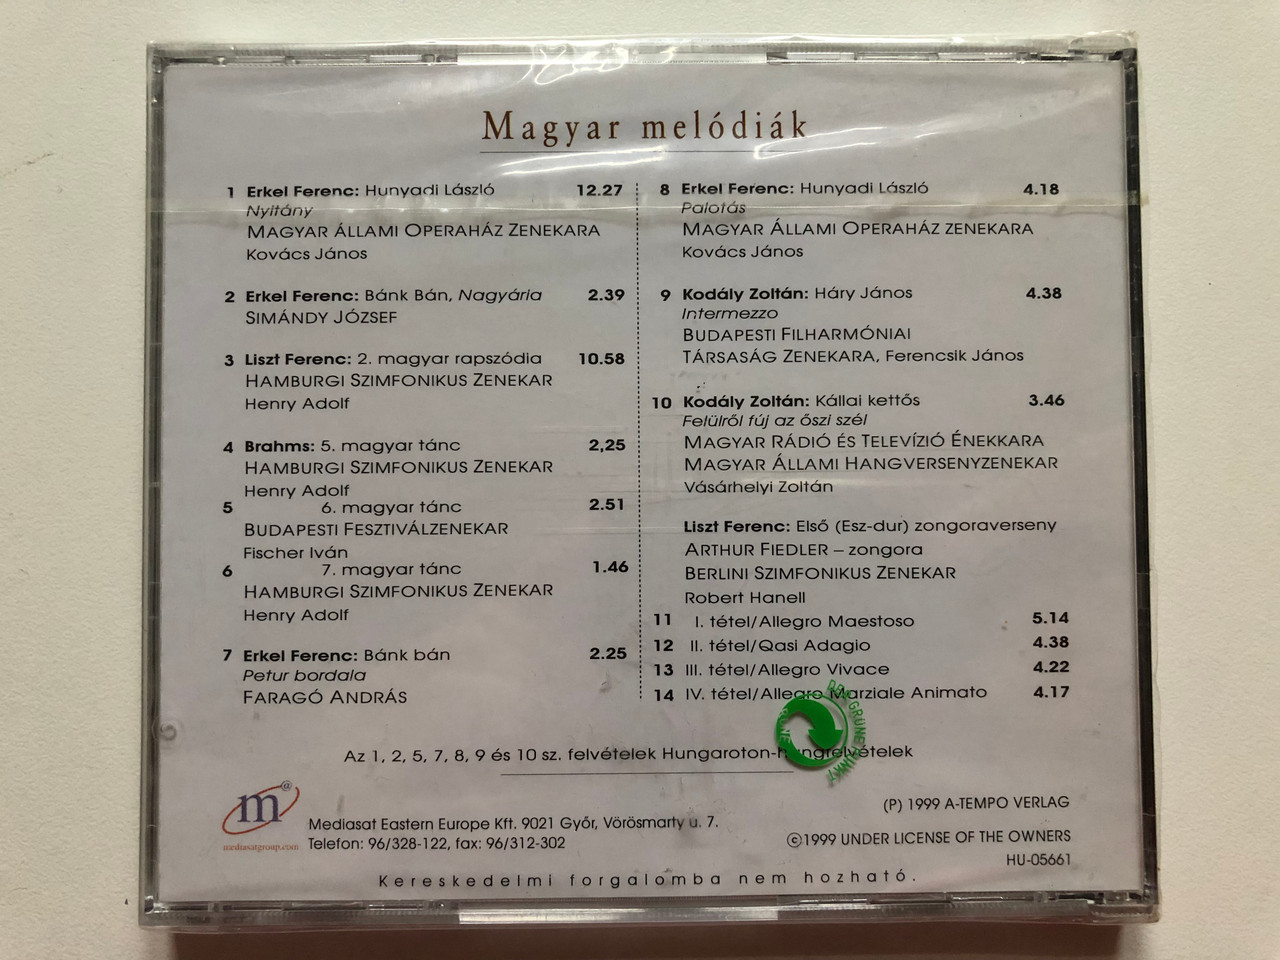 Magyar melódiák
1 Erkel Ferenc: Hunyadi László 12.27
Nyitány
MAGYAR ÁLLAMI OPERAHÁZ ZENEKARA
Kovács János
2 Erkel Ferenc: Bánk Bán, Nagyária 2.39
SIMÁNDY JÓZSEF
3 Liszt Ferenc: 2. magyar rapszódia 10.58
HAMBURGI SZIMFONIKUS ZENEKAR
Henry Adolf
4 Brahms: 5. magyar tánc 2,25
HAMBURGI SZIMFONIKUS ZENEKAR
Henry Adolf
5 6. magyar tánc 2.51
BUDAPESTI FESZTIVÁLZENEKAR
Fischer Iván
6 7. magyar tánc 1.46
HAMBURGI SZIMFONIKUS ZENEKAR
Henry Adolf
7 Erkel Ferenc: Bánk bán 2.25
Petur bordala
FARAGÓ ANDRÁS
8 Erkel Ferenc: Hunyadi László 4.18
Palotás
MAGYAR ÁLLAMI OPERAHÁZ ZENEKARA
Kovács János
9 Kodály Zoltán: Háry János 4.38
Intermezzo
BUDAPESTI FILHARMÓNIAI
TÁRSASÁG ZENEKARA, Ferencsik János
10 Kodály Zoltán: Kállai kettős 3.46
Felülről fúj az őszi szél
MAGYAR RÁDIÓ ÉS TELEVÍZIÓ ÉNEKKARA
MAGYAR ÁLLAMI HANGVERSENYZENEKAR
Vásárhelyi Zoltán
Liszt Ferenc: Első (Esz-dur) zongoraverseny
ARTHUR FIEDLER – zongora
BERLINI SZIMFONIKUS ZENEKAR
Robert Hanell
11 I. tétel/Allegro Maestoso 5.14
12 II. tétel/Qasi Adagio 4.38
13 III. tétel/Allegro Vivace 4.22
14 IV. tétel/Allegro Marziale Animato 4.17
DER GRÜNE PUNKT
Az 1, 2, 5, 7, 8, 9 és 10 sz. felvételek Hungaroton-hangfelvételek
m@
mediasatgroup.com
Mediasat Eastern Europe Kft. 9021 Győr, Vörösmarty u. 7.
Telefon: 96/328-122, fax: 96/312-302
(P) 1999 A-TEMPO VERLAG
©1999 UNDER LICENSE OF THE OWNERS
HU-05661
Kereskedelmi forgalomba nem hozható.